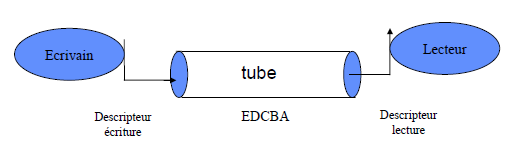 Ecrivain
tube
Lecteur
Descripteur
écriture
EDCBA
Descripteur
lecture